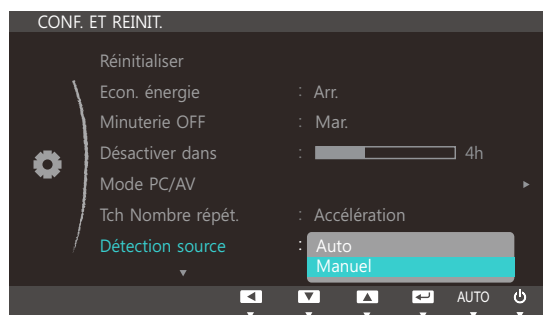 CONF. ET REINIT.
Réinitialiser
Econ. énergie : Arr.
Minuterie OFF : Mar.
Désactiver dans : 4h
Mode PC/AV
Tch Nombre répét. : Accélération
Détection source : Auto
Manuel
AUTO